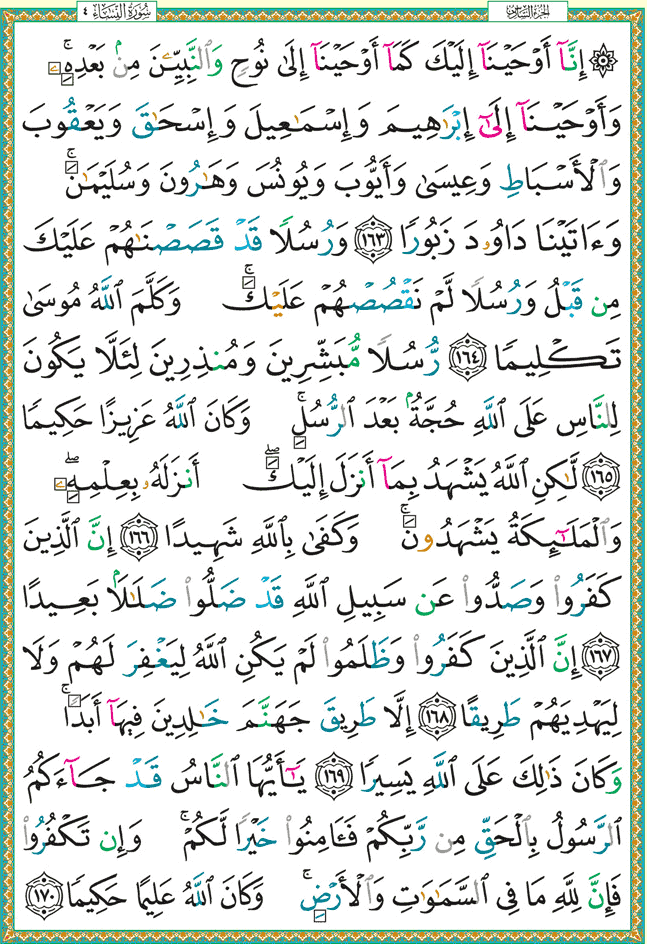 سُورَةُ النِّسَاءِ ٤ الجزء السادس
۞ إِنَّآ أَوْحَيْنَآ إِلَيْكَ كَمَآ أَوْحَيْنَآ إِلَىٰ نُوحٍ وَٱلنَّبِيِّـۧنَ مِنۢ بَعْدِهِۦۚ
وَأَوْحَيْنَآ إِلَىٰٓ إِبْرَٰهِيمَ وَإِسْمَـٰعِيلَ وَإِسْحَـٰقَ وَيَعْقُوبَ
وَٱلْأَسْبَاطِ وَعِيسَىٰ وَأَيُّوبَ وَيُونُسَ وَهَـٰرُونَ وَسُلَيْمَـٰنَۚ
وَءَاتَيْنَا دَاوُۥدَ زَبُورًا ١٦٣ وَرُسُلًا قَدْ قَصَصْنَـٰهُمْ عَلَيْكَ
مِن قَبْلُ وَرُسُلًا لَّمْ نَقْصُصْهُمْ عَلَيْكَۚ وَكَلَّمَ ٱللَّهُ مُوسَىٰ
تَكْلِيمًا ١٦٤ رُّسُلًا مُّبَشِّرِينَ وَمُنذِرِينَ لِئَلَّا يَكُونَ
لِلنَّاسِ عَلَى ٱللَّهِ حُجَّةٌۢ بَعْدَ ٱلرُّسُلِۚ وَكَانَ ٱللَّهُ عَزِيزًا حَكِيمًا
١٦٥ لَّـٰكِنِ ٱللَّهُ يَشْهَدُ بِمَآ أَنزَلَ إِلَيْكَۖ أَنزَلَهُۥ بِعِلْمِهِۦۖ
وَٱلْمَلَـٰٓئِكَةُ يَشْهَدُونَۚ وَكَفَىٰ بِٱللَّهِ شَهِيدًا ١٦٦ إِنَّ ٱلَّذِينَ
كَفَرُوا۟ وَصَدُّوا۟ عَن سَبِيلِ ٱللَّهِ قَدْ ضَلُّوا۟ ضَلَـٰلًۢا بَعِيدًا
١٦٧ إِنَّ ٱلَّذِينَ كَفَرُوا۟ وَظَلَمُوا۟ لَمْ يَكُنِ ٱللَّهُ لِيَغْفِرَ لَهُمْ وَلَا
لِيَهْدِيَهُمْ طَرِيقًا ١٦٨ إِلَّا طَرِيقَ جَهَنَّمَ خَـٰلِدِينَ فِيهَآ أَبَدًاۚ
وَكَانَ ذَٰلِكَ عَلَى ٱللَّهِ يَسِيرًا ١٦٩ يَـٰٓأَيُّهَا ٱلنَّاسُ قَدْ جَآءَكُمُ
ٱلرَّسُولُ بِٱلْحَقِّ مِن رَّبِّكُمْ فَـَٔامِنُوا۟ خَيْرًا لَّكُمْۚ وَإِن تَكْفُرُوا۟
فَإِنَّ لِلَّهِ مَا فِى ٱلسَّمَـٰوَٰتِ وَٱلْأَرْضِۚ وَكَانَ ٱللَّهُ عَلِيمًا حَكِيمًا ١٧٠